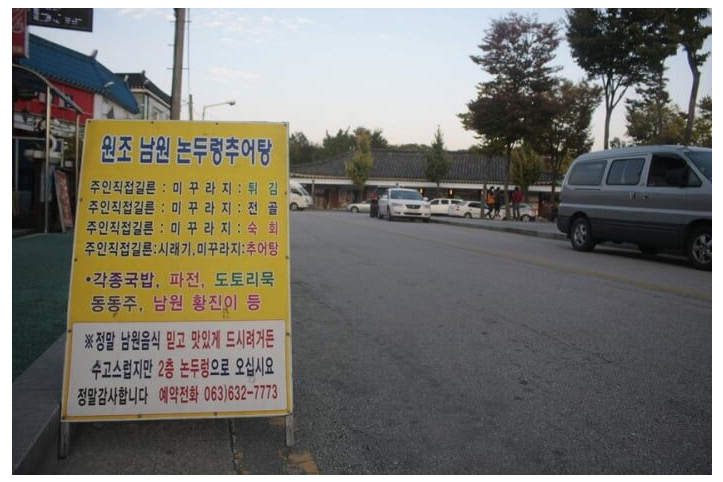 원조 남원 논두렁추어탕
주인직접길른 : 미 꾸 라 지 : 튀 김
주인직접길른 : 미 꾸 라 지 : 전 골
주인직접길른 : 미 꾸 라 지 : 숙 회
주인직접길른:시래기,미꾸라지:추어탕
•각종국밥, 파전, 도토리묵
동동주, 남원 황진이 등
※정말 남원음식 믿고 맛있게 드시려거든
수고스럽지만 2층 논두렁으로 오십시요
정말감사합니다 예약전화 063)632-7773